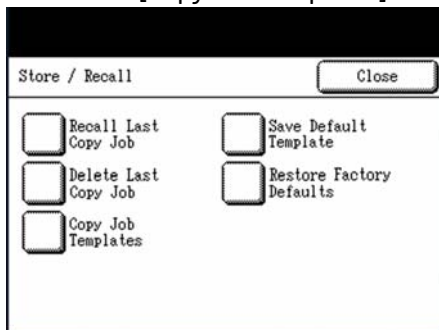 Store / Recall
Close
Recall Last
Copy Job
Save Default
Template
Delete Last
Copy Job
Restore Factory
Defaults
Copy Job
Templates